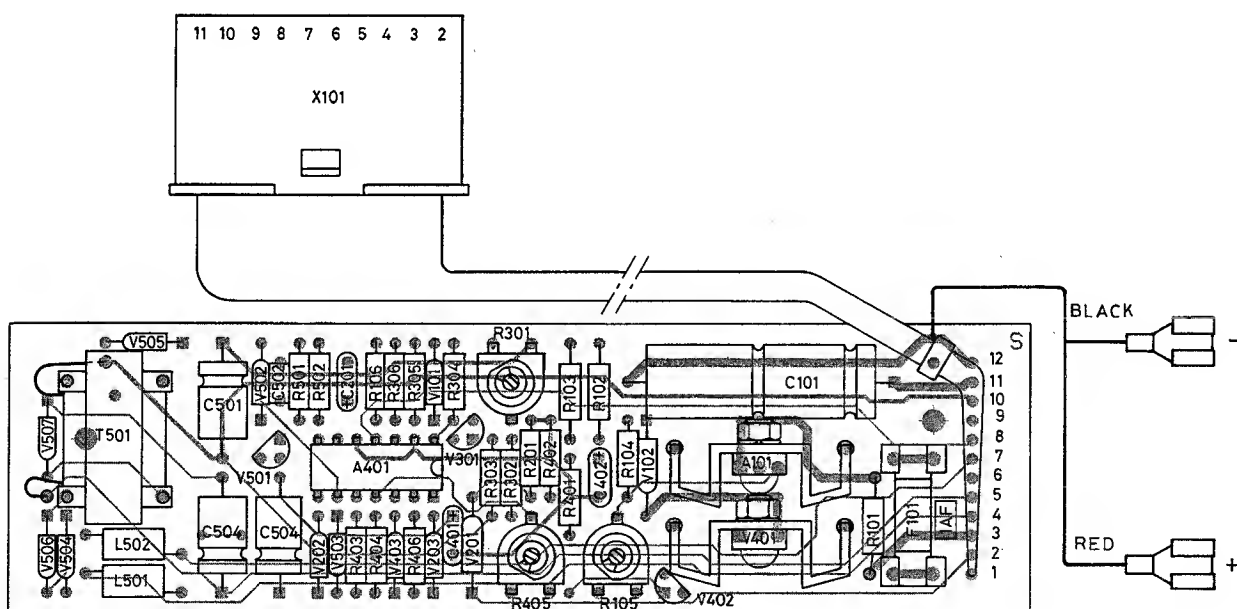 11 10 9 8 7 6 5 4 3 2
X101
BLACK
-
S
R301
V505
12
11
10
9
8
7
6
5
4
3
2
1
C501
V502
C502
R501
R502
C201
R106
R306
R305
V101
R304
R103
R102
C101
V507
T501
V501
A401
V301
R303
R302
R201
R402
R401
C402
+
R104
V102
A101
V401
R101
AF
C504
C504
L502
L501
V506
V504
V202
V503
R403
R404
V403
R406
V203
C401
V201
R405
R105
V402
RED
+